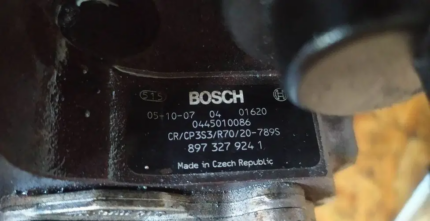 BOSCH
05-10-07 04 01620
0445010086
CR/CP3S3/R70/20-789S
897 327 924 1
Made in Czech Republic